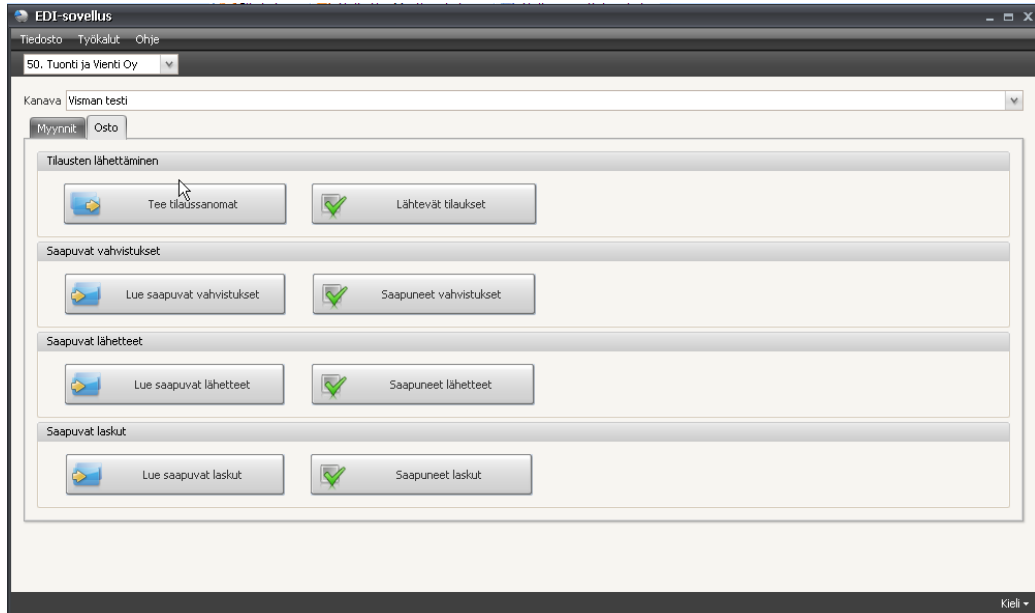 EDI-sovellus
Tiedosto Työkalut Ohje
50. Tuonti ja Vienti Oy
Kanava Visman testi
Myynnit Osto
Tilausten lähettäminen
Tee tilaussanomat Lähtevät tilaukset
Saapuvat vahvistukset
Lue saapuvat vahvistukset Saapuneet vahvistukset
Saapuvat lähetteet
Lue saapuvat lähetteet Saapuneet lähetteet
Saapuvat laskut
Lue saapuvat laskut Saapuneet laskut
Kieli